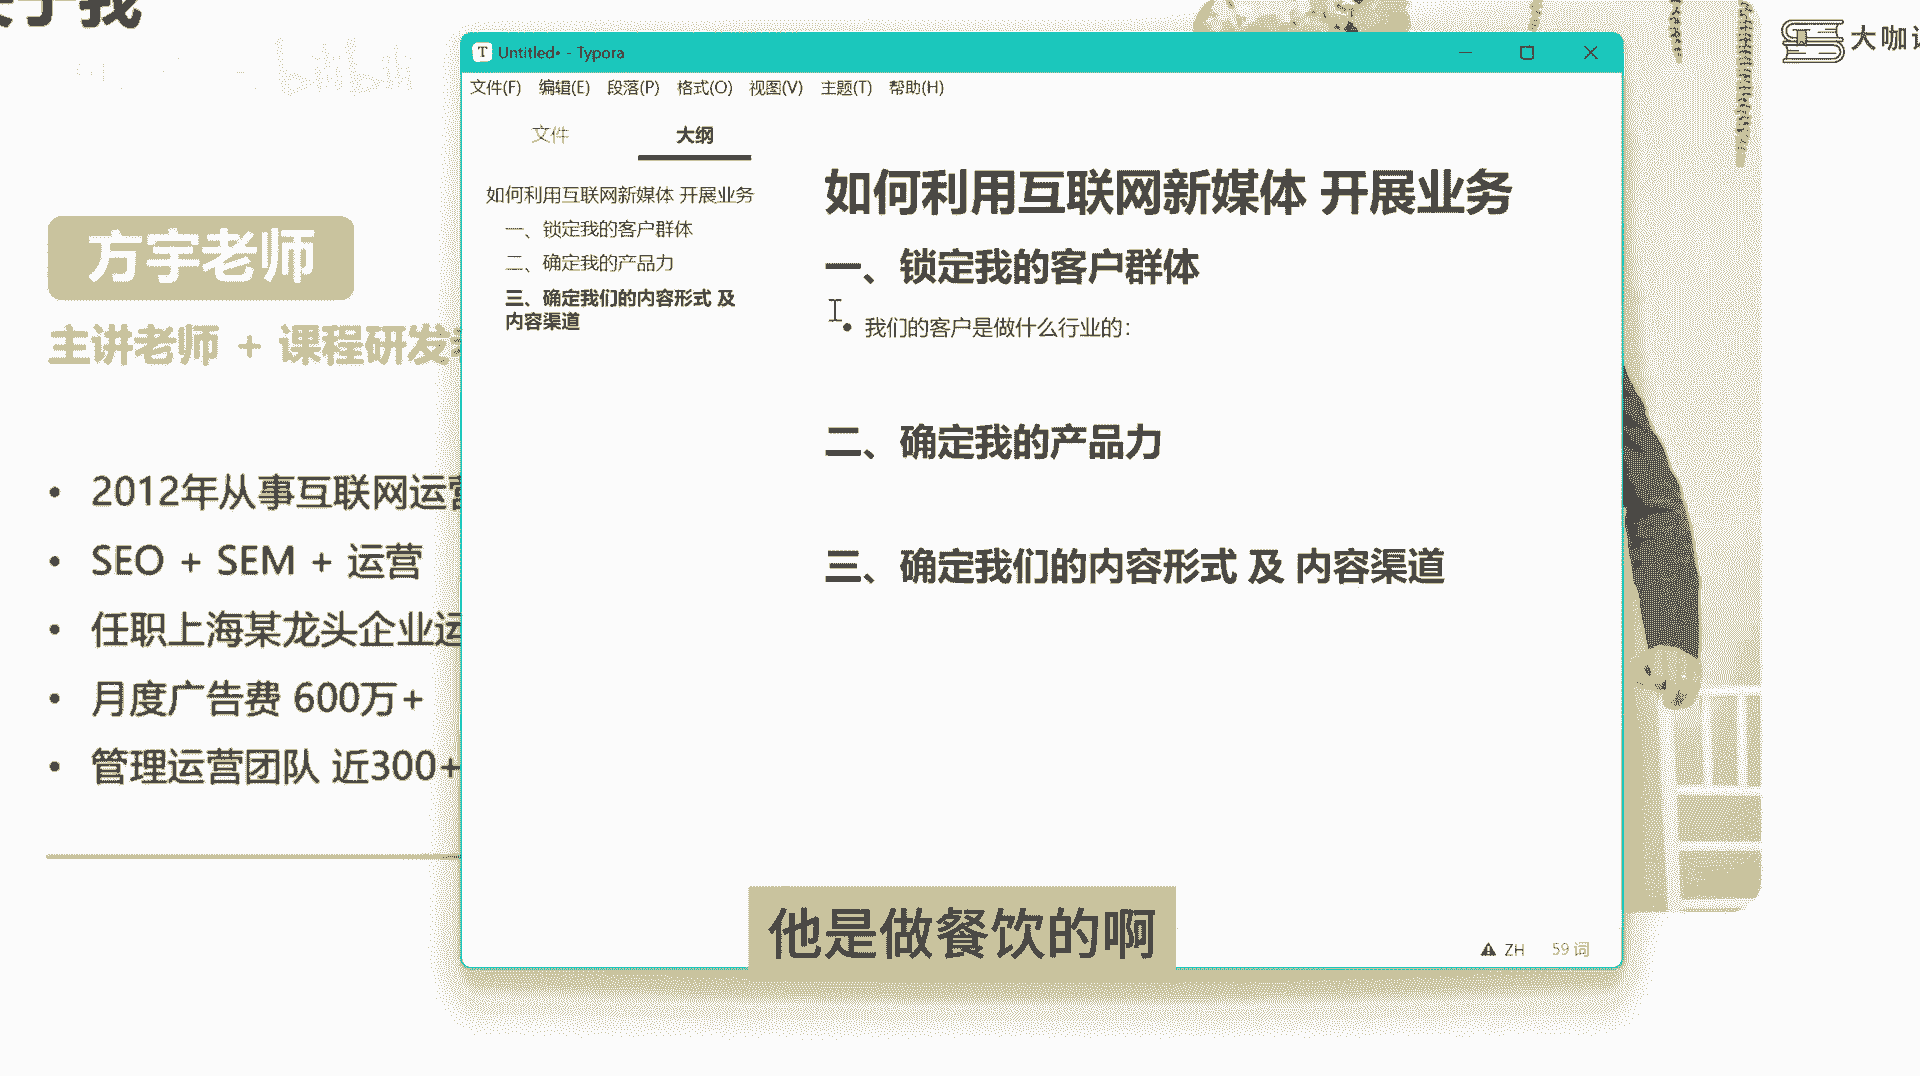 关于我
bilibili
大咖
方宇老师
主讲老师 + 课程研发
2012年从事互联网运营
SEO + SEM + 运营
任职上海某龙头企业运
月度广告费 600万+
管理运营团队 近300+
Untitled• - Typora
文件(F) 编辑(E) 段落(P) 格式(O) 视图(V) 主题(T) 帮助(H)
文件 大纲
如何利用互联网新媒体 开展业务
一、锁定我的客户群体
二、确定我的产品力
三、确定我们的内容形式 及
内容渠道
如何利用互联网新媒体 开展业务
一、锁定我的客户群体
• 我们的客户是做什么行业的：
二、确定我的产品力
三、确定我们的内容形式 及 内容渠道
ZH 59 词
他是做餐饮的啊